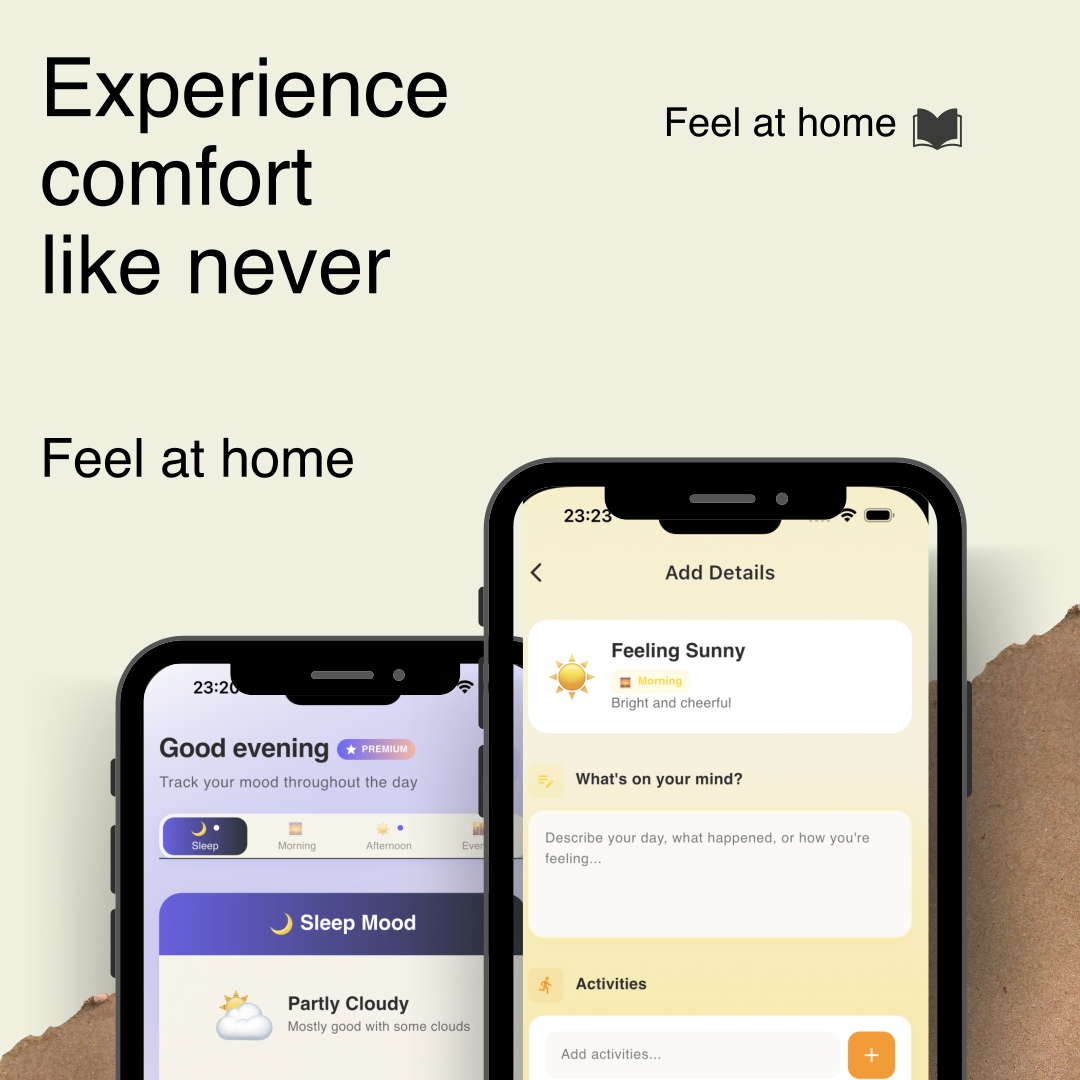 Experience
comfort
like never
Feel at home
Feel at home
23:20
Good evening
PREMIUM
Track your mood throughout the day
Sleep
Morning
Afternoon
Sleep Mood
Partly Cloudy
Mostly good with some clouds
23:23
Add Details
Feeling Sunny
Morning
Bright and cheerful
What's on your mind?
Describe your day, what happened, or how you're
feeling...
Activities
Add activities...